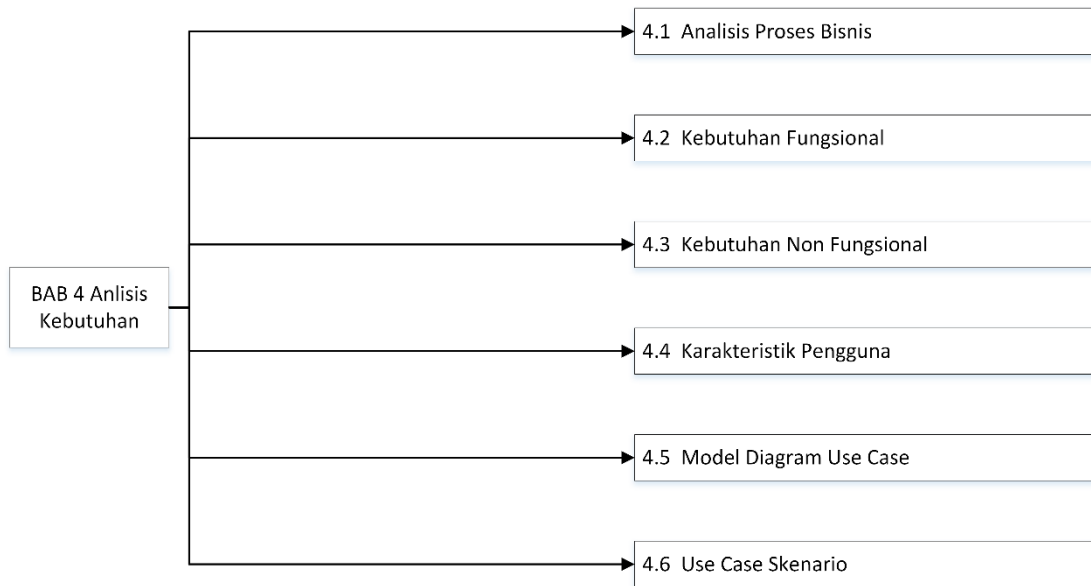 4.1 Analisis Proses Bisnis
4.2 Kebutuhan Fungsional
4.3 Kebutuhan Non Fungsional
BAB 4 Anlisis
Kebutuhan
4.4 Karakteristik Pengguna
4.5 Model Diagram Use Case
4.6 Use Case Skenario